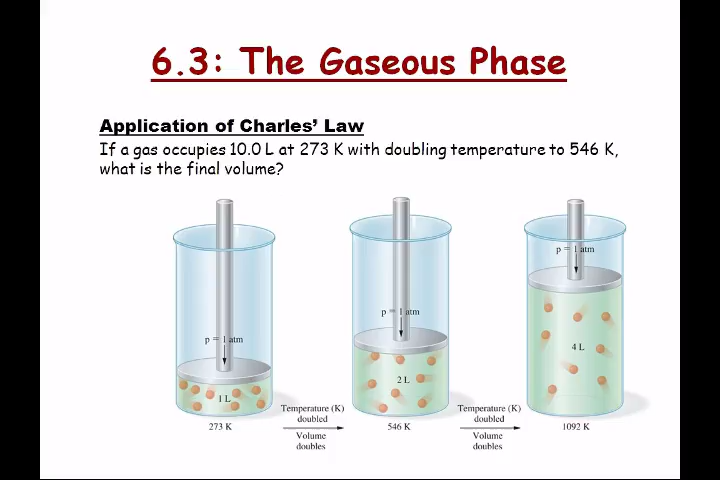 6.3: The Gaseous Phase
Application of Charles' Law
If a gas occupies 10.0 L at 273 K with doubling temperature to 546 K,
what is the final volume?
p = 1 atm
1 L
273 K
Temperature (K)
doubled
Volume
doubles
p = 1 atm
2 L
546 K
Temperature (K)
doubled
Volume
doubles
p = 1 atm
4 L
1092 K